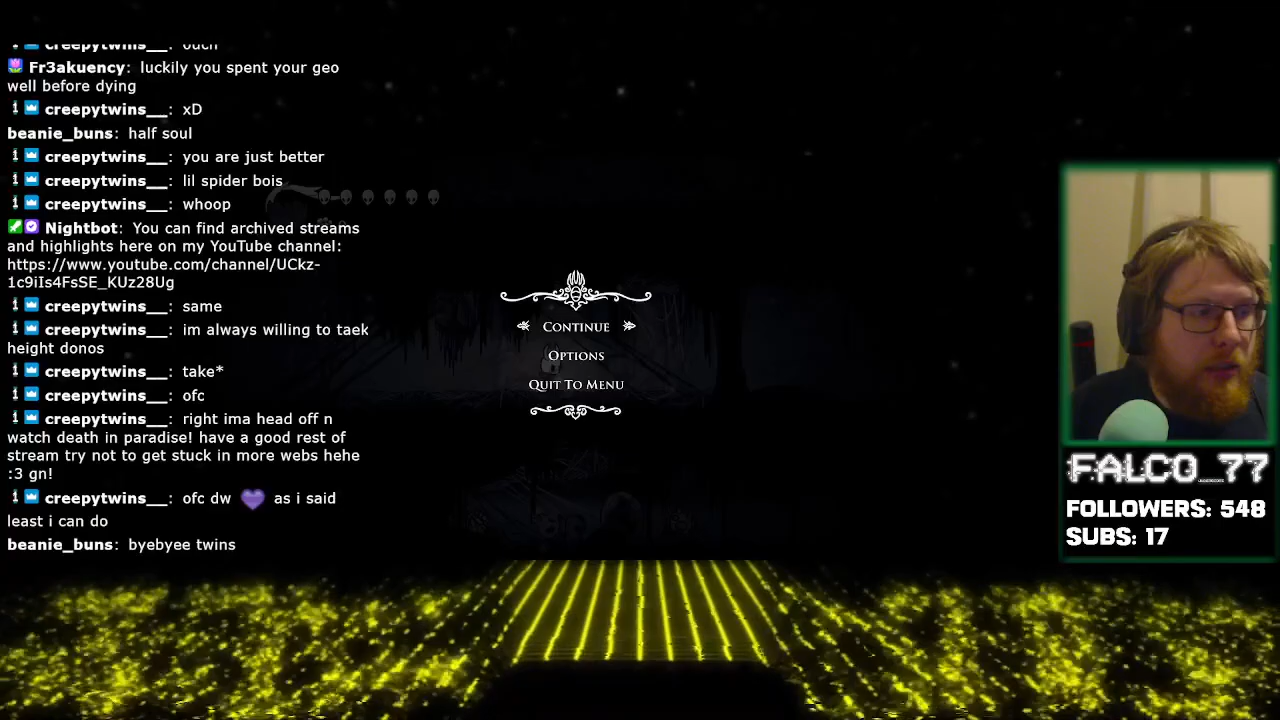 creepytwins__: ouch
Fr3akuency: luckily you spent your geo
well before dying
creepytwins__: xD
beanie_buns: half soul
creepytwins__: you are just better
creepytwins__: lil spider bois
creepytwins__: whoop
Nightbot: You can find archived streams
and highlights here on my YouTube channel:
https://www.youtube.com/channel/UCkz-
1c9iIs4FsSE_KUz28Ug
creepytwins__: same
creepytwins__: im always willing to taek
height donos
creepytwins__: take*
creepytwins__: ofc
creepytwins__: right ima head off n
watch death in paradise! have a good rest of
stream try not to get stuck in more webs hehe
:3 gn!
creepytwins__: ofc dw 💜 as i said
least i can do
beanie_buns: byebyee twins
CONTINUE
OPTIONS
QUIT TO MENU
FALCO_77
FOLLOWERS: 548
SUBS: 17